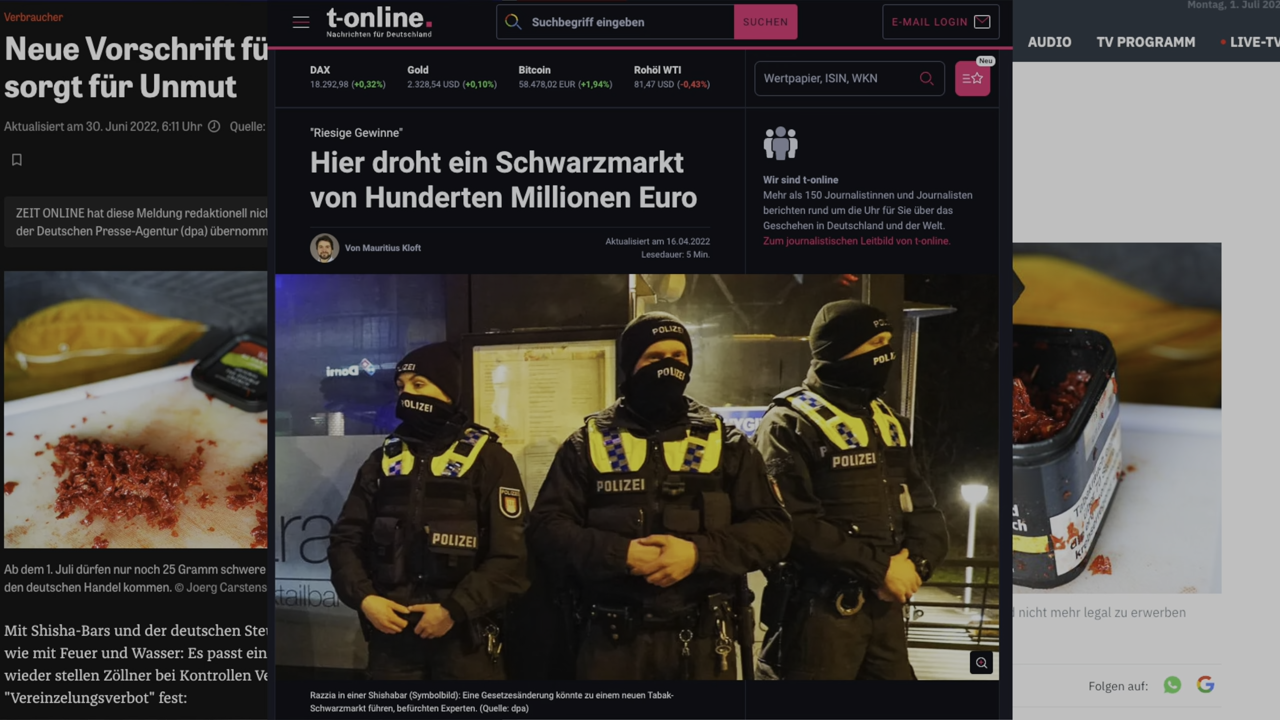 Verbraucher
Neue Vorschrift fü
sorgt für Unmut
Aktualisiert am 30. Juni 2022, 6:11 Uhr Quelle:
ZEIT ONLINE hat diese Meldung redaktionell nich
der Deutschen Presse-Agentur (dpa) übernomm
Ab dem 1. Juli dürfen nur noch 25 Gramm schwere
den deutschen Handel kommen. © Joerg Carstens
Mit Shisha-Bars und der deutschen Steu
wie mit Feuer und Wasser: Es passt ein
wieder stellen Zöllner bei Kontrollen Ve
"Vereinzelungsverbot" fest:
t-online.
Nachrichten für Deutschland
Suchbegriff eingeben
SUCHEN
E-MAIL LOGIN
DAX
18.292,98 (+0,32%)
Gold
2.328,54 USD (+0,10%)
Bitcoin
58.478,02 EUR (+1,94%)
Rohöl WTI
81,47 USD (-0,43%)
Wertpapier, ISIN, WKN
Neu
"Riesige Gewinne"
Hier droht ein Schwarzmarkt
von Hunderten Millionen Euro
Von Mauritius Kloft
Aktualisiert am 16.04.2022
Lesedauer: 5 Min.
Wir sind t-online
Mehr als 150 Journalistinnen und Journalisten
berichten rund um die Uhr für Sie über das
Geschehen in Deutschland und der Welt.
Zum journalistischen Leitbild von t-online.
POLIZEI
POLIZEI
POLIZEI
POLIZEI
POLIZEI
POLIZEI
POLIZEI
Razzia in einer Shishabar (Symbolbild): Eine Gesetzesänderung könnte zu einem neuen Tabak-
Schwarzmarkt führen, befürchten Experten. (Quelle: dpa)
Montag, 1. Juli 202
AUDIO
TV PROGRAMM
LIVE-TV
nicht mehr legal zu erwerben
Folgen auf: